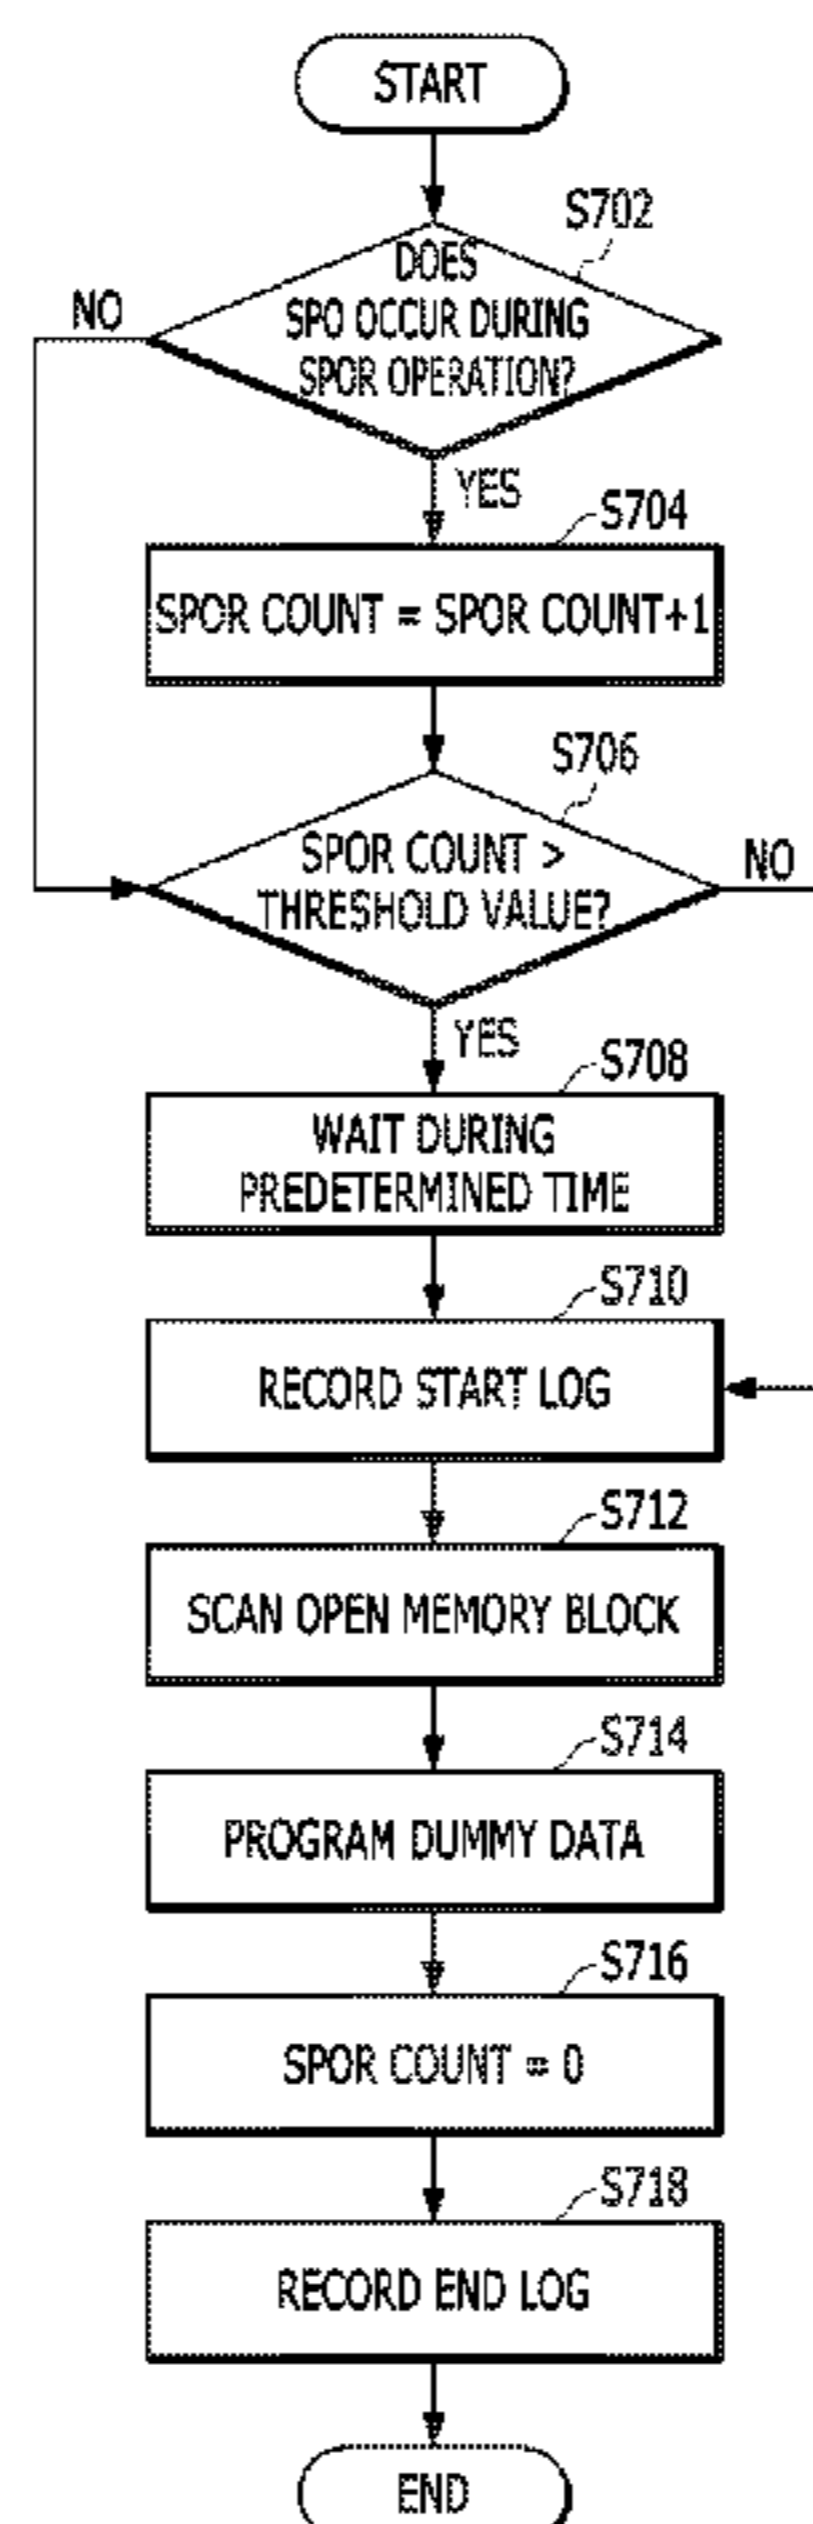 START
S702
DOES
SPO OCCUR DURING
SPOR OPERATION?
NO
YES
S704
SPOR COUNT = SPOR COUNT+1
S706
SPOR COUNT >
THRESHOLD VALUE?
NO
YES
S708
WAIT DURING
PREDETERMINED TIME
S710
RECORD START LOG
S712
SCAN OPEN MEMORY BLOCK
S714
PROGRAM DUMMY DATA
S716
SPOR COUNT = 0
S718
RECORD END LOG
END